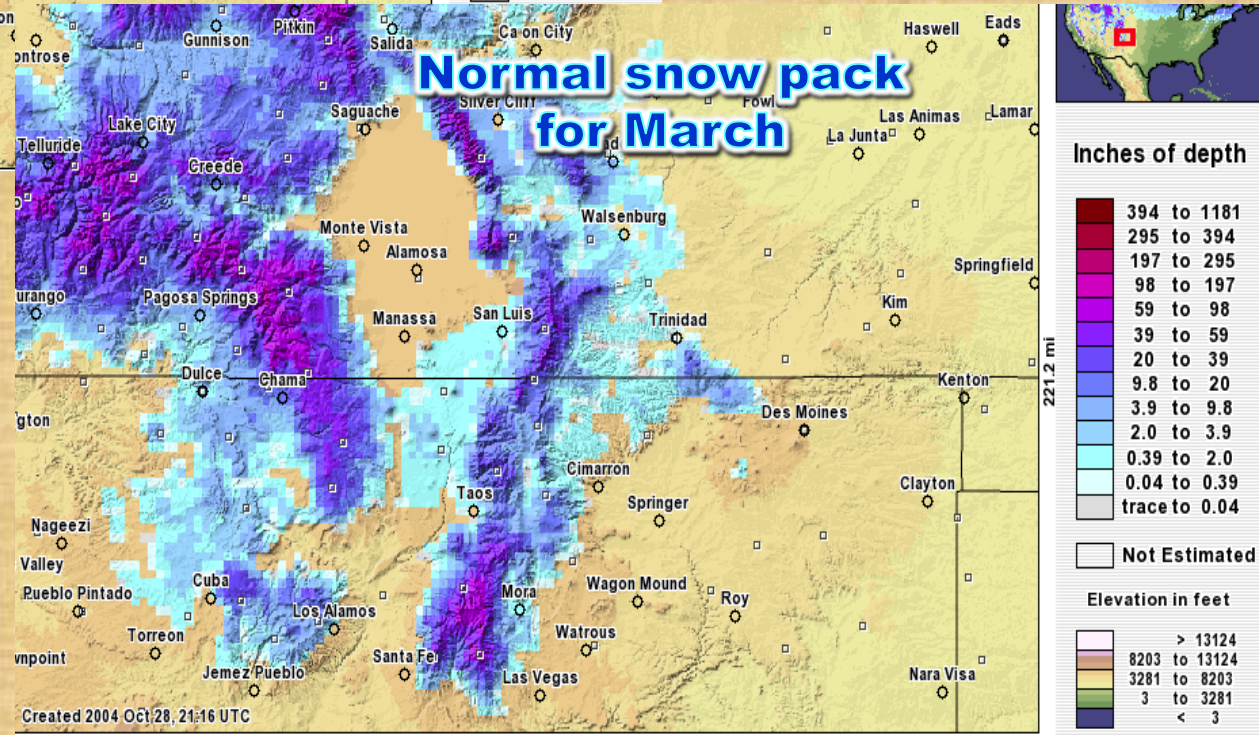 Pitkin
Gunnison
Salida
Ca on City
Haswell
Eads
ontrose
Normal snow pack
for March
Saguache
Silver Cliff
Fowl
Las Animas
Lamar
Lake City
La Junta
Telluride
Creede
Walsenburg
Monte Vista
Alamosa
Springfield
urango
Pagosa Springs
Kim
Manassa
San Luis
Trinidad
Dulce
Chama
Kenton
gton
Des Moines
Cimarron
Taos
Springer
Clayton
Nageezi
Valley
Cuba
Pueblo Pintado
Los Alamos
Mora
Wagon Mound
Roy
Torreon
Watrous
wnpoint
Jemez Pueblo
Santa Fe
Las Vegas
Nara Visa
Created 2004 Oct 28, 21:16 UTC
221.2 mi
Inches of depth
394 to 1181
295 to 394
197 to 295
98 to 197
59 to 98
39 to 59
20 to 39
9.8 to 20
3.9 to 9.8
2.0 to 3.9
0.39 to 2.0
0.04 to 0.39
trace to 0.04
Not Estimated
Elevation in feet
> 13124
8203 to 13124
3281 to 8203
3 to 3281
< 3